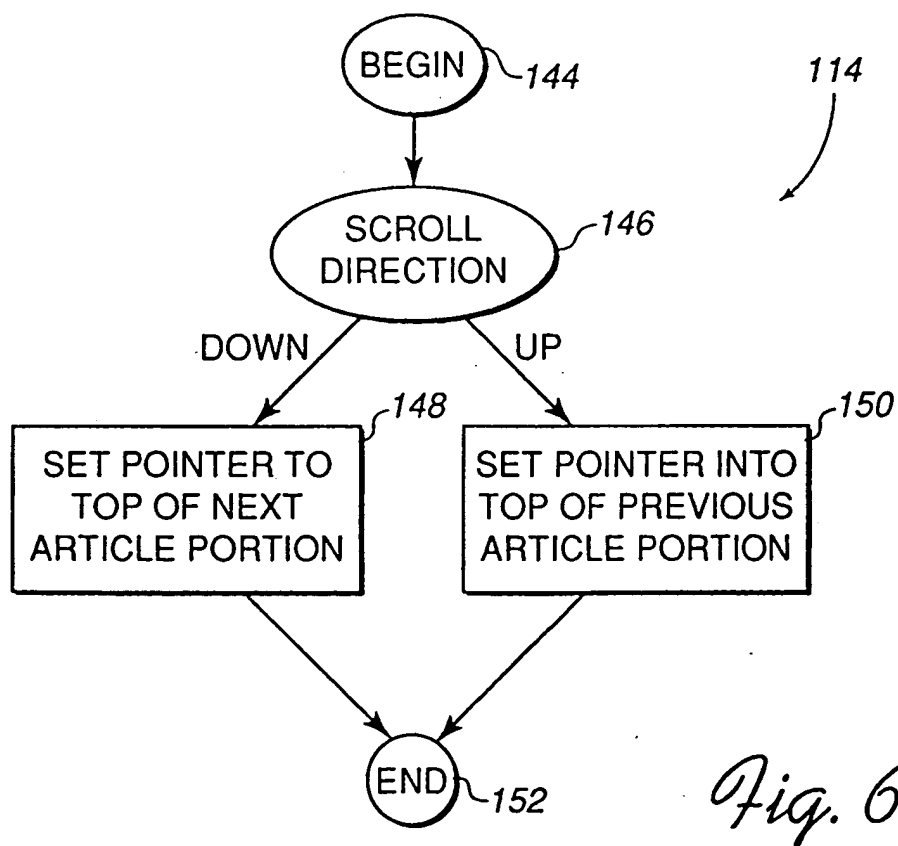 BEGIN
144
114
SCROLL
DIRECTION
146
DOWN
UP
148
150
SET POINTER TO
TOP OF NEXT
ARTICLE PORTION
SET POINTER INTO
TOP OF PREVIOUS
ARTICLE PORTION
END
152
Fig. 6